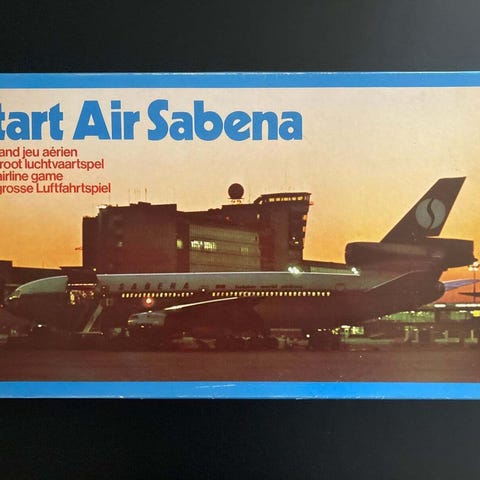 tart Air Sabena
and jeu aérien
root luchtvaartspel
airline game
grosse Luftfahrtspiel
SABENA